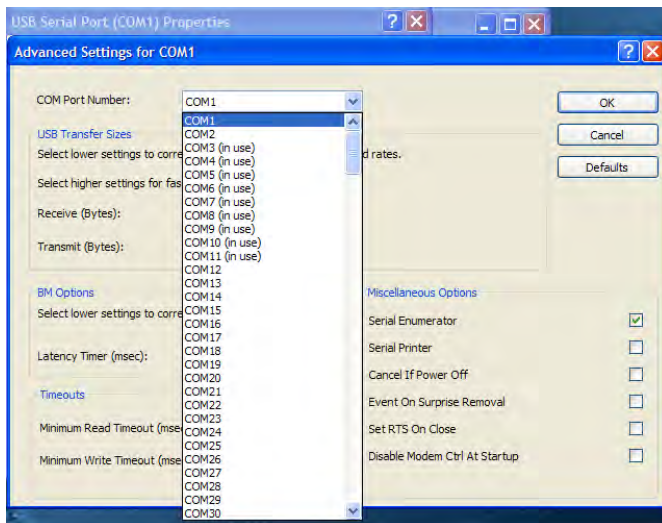 USB Serial Port (COM1) Properties
Advanced Settings for COM1
COM Port Number:
COM1
OK
Cancel
Defaults
COM1
COM2
COM3 (in use)
COM4 (in use)
COM5 (in use)
COM6 (in use)
COM7 (in use)
COM8 (in use)
COM9 (in use)
COM10 (in use)
COM11 (in use)
COM12
COM13
COM14
COM15
COM16
COM17
COM18
COM19
COM20
COM21
COM22
COM23
COM24
COM25
COM26
COM27
COM28
COM29
COM30
USB Transfer Sizes
Select lower settings to corre
d rates.
Select higher settings for fas
Receive (Bytes):
Transmit (Bytes):
BM Options
Select lower settings to corre
Latency Timer (msec):
Timeouts
Minimum Read Timeout (mse
Minimum Write Timeout (mse
Miscellaneous Options
Serial Enumerator
Serial Printer
Cancel If Power Off
Event On Surprise Removal
Set RTS On Close
Disable Modem Ctrl At Startup